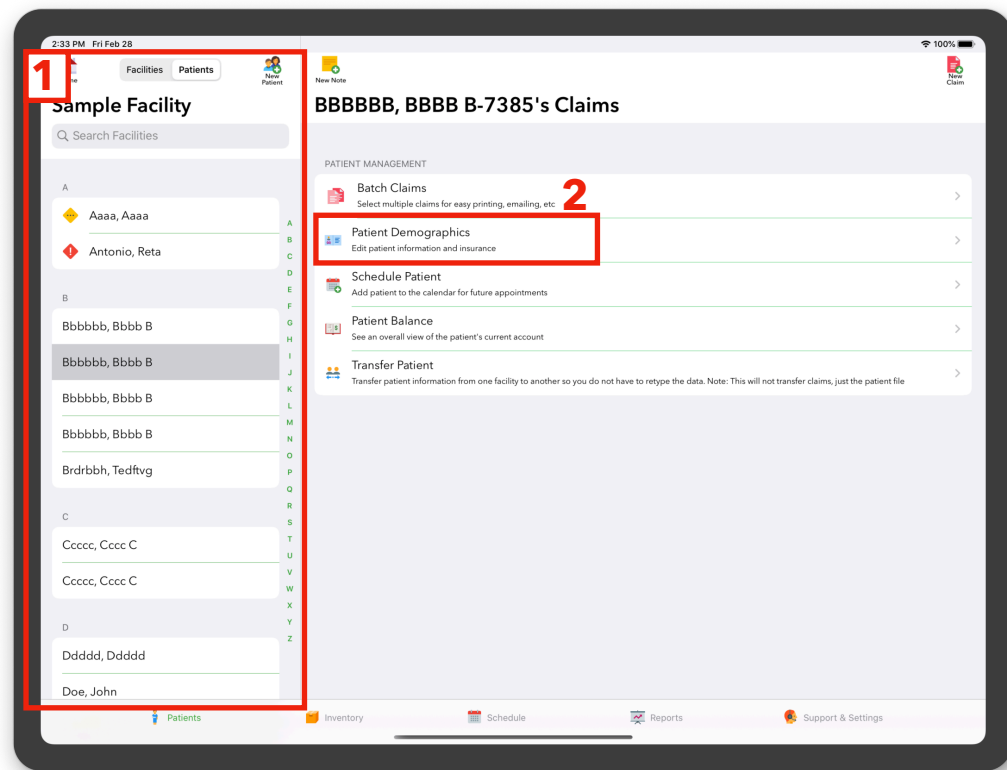 2:33 PM Fri Feb 28
100%
1
Facilities Patients
New Patient
Sample Facility
Search Facilities
A
Aaaa, Aaaa
Antonio, Reta
B
Bbbbbb, Bbbb B
Bbbbbb, Bbbb B
Bbbbbb, Bbbb B
Bbbbbb, Bbbb B
Brdrbbh, Tedftvg
C
Ccccc, Cccc C
Ccccc, Cccc C
D
Ddddd, Ddddd
Doe, John
A
B
C
D
E
F
G
H
I
J
K
L
M
N
O
P
Q
R
S
T
U
V
W
X
Y
Z
New Note
New Claim
BBBBBB, BBBB B-7385's Claims
PATIENT MANAGEMENT
Batch Claims
Select multiple claims for easy printing, emailing, etc
2
Patient Demographics
Edit patient information and insurance
Schedule Patient
Add patient to the calendar for future appointments
Patient Balance
See an overall view of the patient's current account
Transfer Patient
Transfer patient information from one facility to another so you do not have to retype the data. Note: This will not transfer claims, just the patient file
Patients
Inventory
Schedule
Reports
Support & Settings